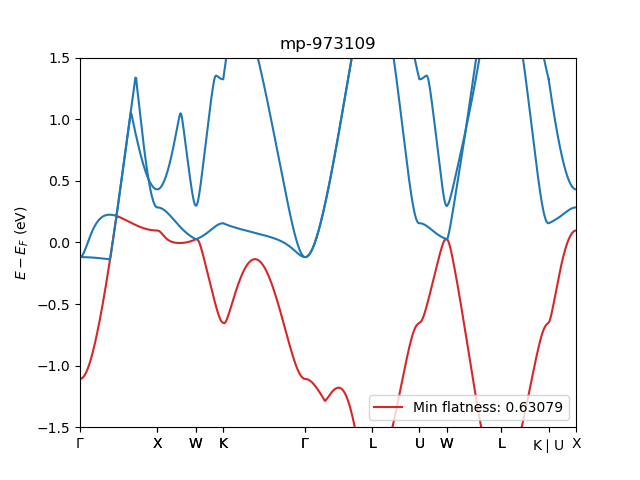 mp-973109
1.5
1.0
0.5
0.0
−0.5
−1.0
−1.5
E − E_F (eV)
Min flatness: 0.63079
Γ X W K Γ L U W L K | U X